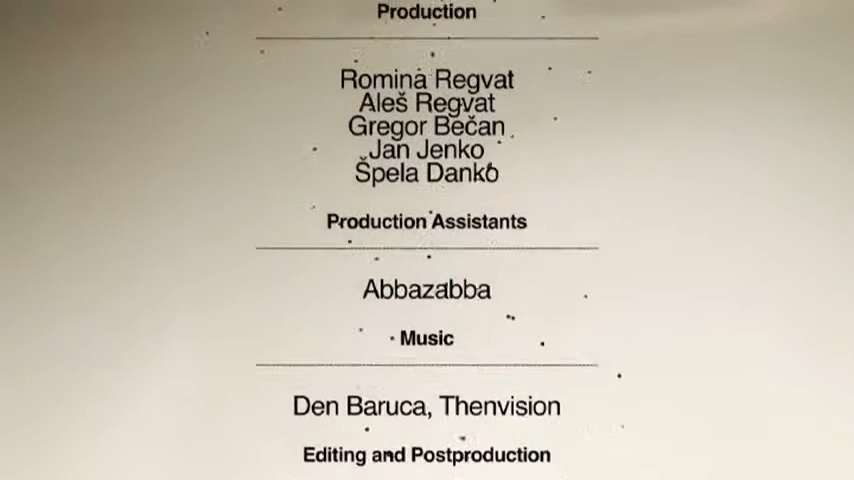 Production
Romina Regvat
Aleš Regvat
Gregor Bečan
Jan Jenko
Špela Danko
Production Assistants
Abbazabba
Music
Den Baruca, Thenvision
Editing and Postproduction